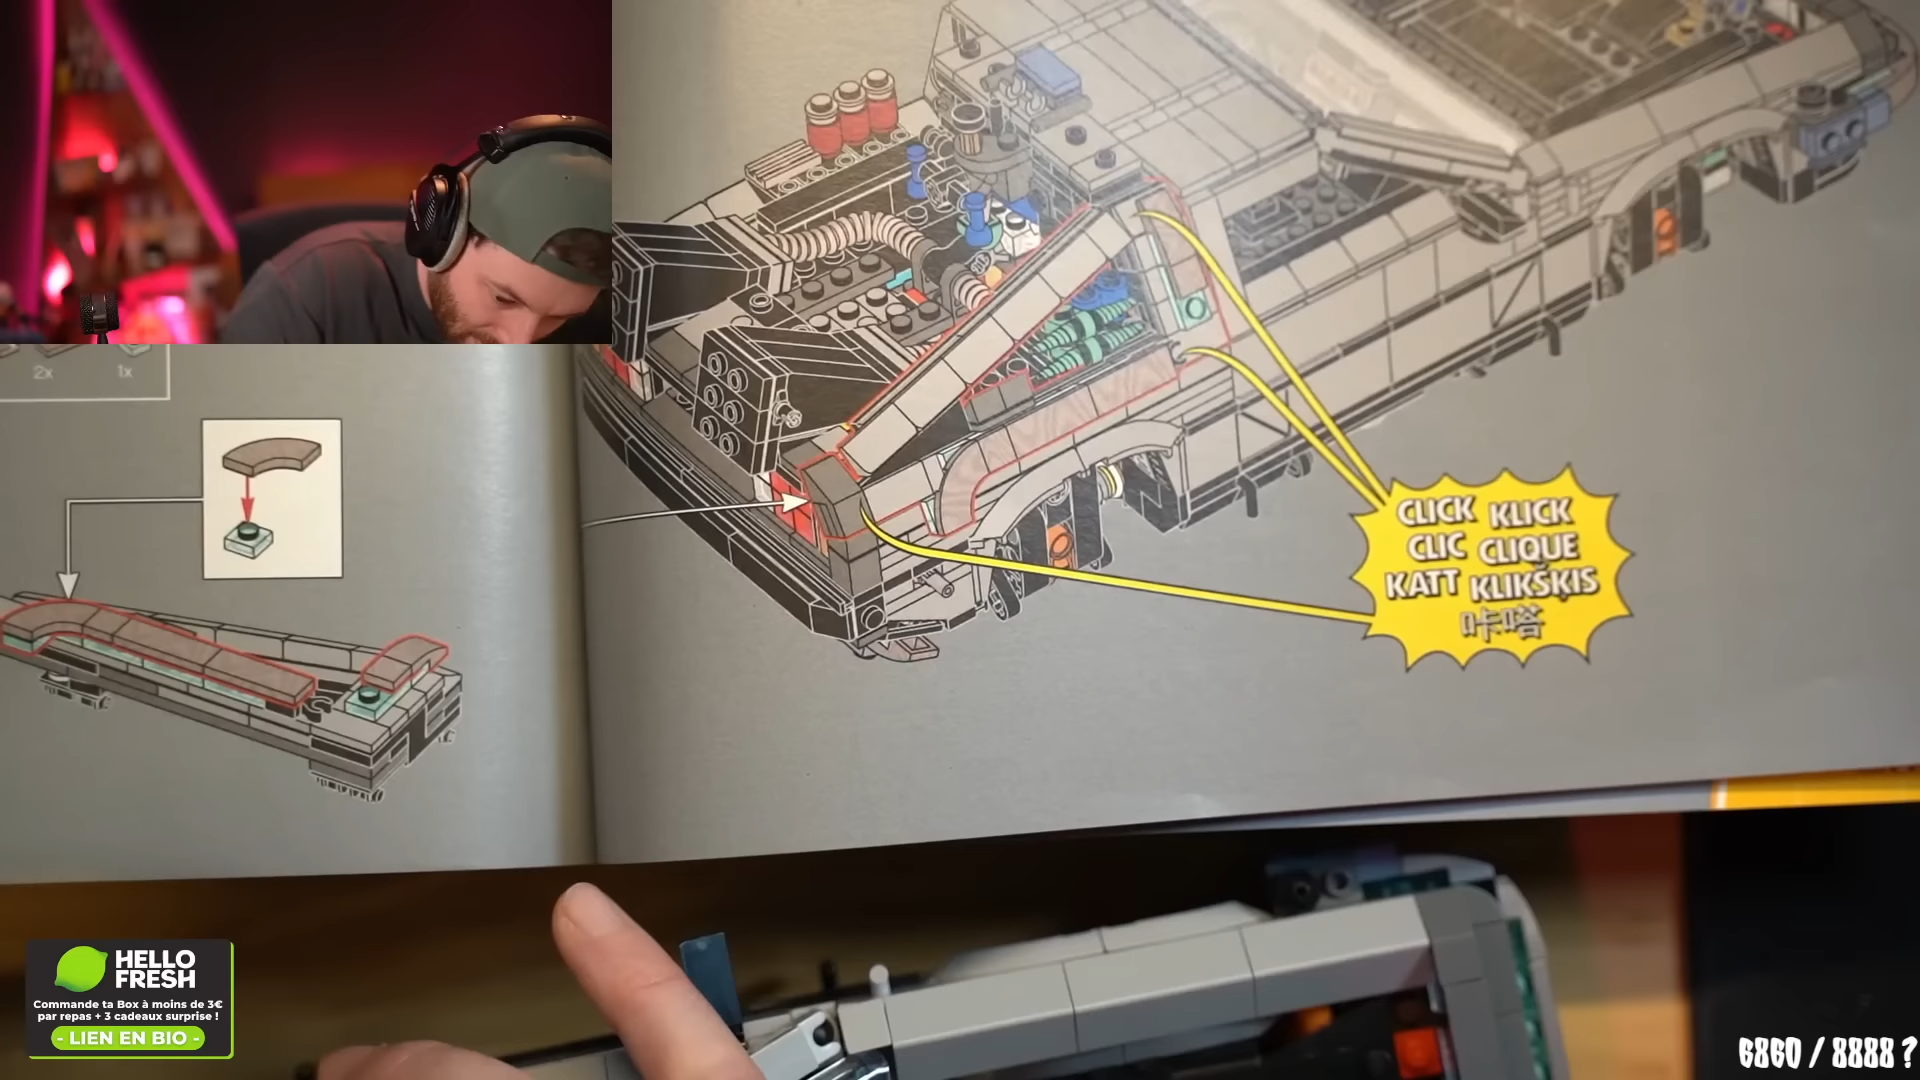 2x 1x
CLICK KLICK
CLIC CLIQUE
KATT KLIKŠĶIS
咔嗒
HELLO
FRESH
Commande ta Box à moins de 3€
par repas + 3 cadeaux surprise !
- LIEN EN BIO -
6860 / 8888 ?